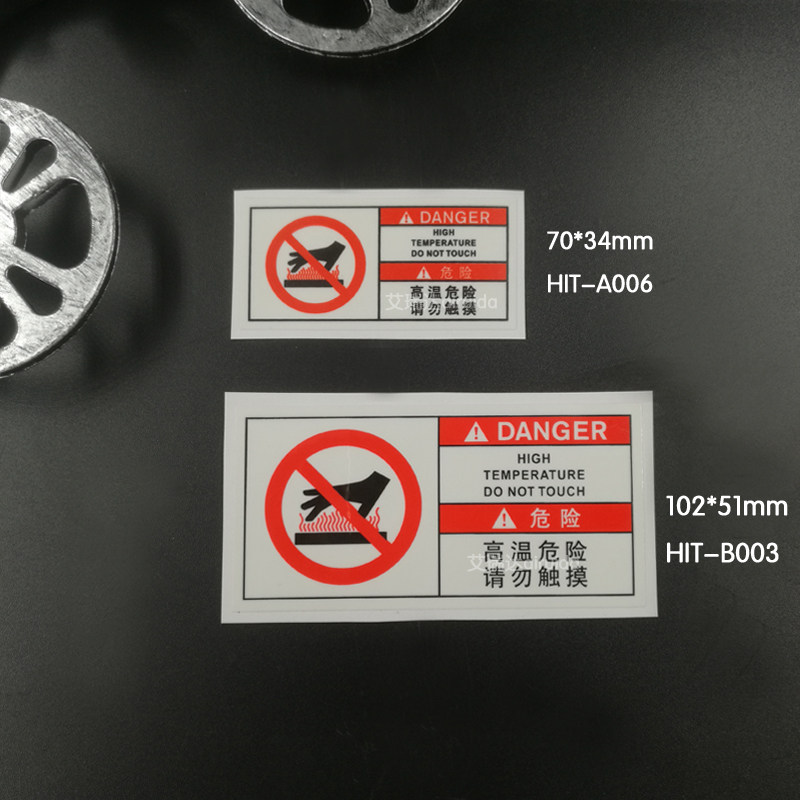 DANGER
HIGH
TEMPERATURE
DO NOT TOUCH
危险
高温危险
请勿触摸
70*34mm
HIT-A006
DANGER
HIGH
TEMPERATURE
DO NOT TOUCH
危险
高温危险
请勿触摸
102*51mm
HIT-B003